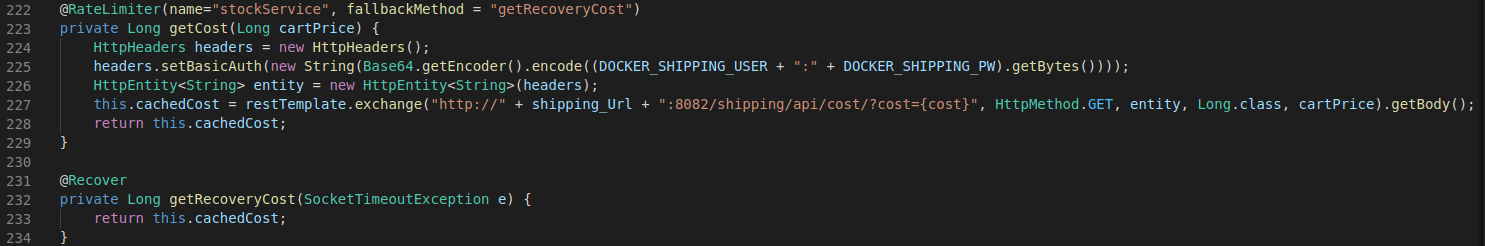 222 @RateLimiter(name="stockService", fallbackMethod = "getRecoveryCost")
223 private Long getCost(Long cartPrice) {
224     HttpHeaders headers = new HttpHeaders();
225     headers.setBasicAuth(new String(Base64.getEncoder().encode((DOCKER_SHIPPING_USER + ":" + DOCKER_SHIPPING_PW).getBytes())));
226     HttpEntity<String> entity = new HttpEntity<String>(headers);
227     this.cachedCost = restTemplate.exchange("http://" + shipping_Url + ":8082/shipping/api/cost/?cost={cost}", HttpMethod.GET, entity, Long.class, cartPrice).getBody();
228     return this.cachedCost;
229 }
230
231 @Recover
232 private Long getRecoveryCost(SocketTimeoutException e) {
233     return this.cachedCost;
234 }